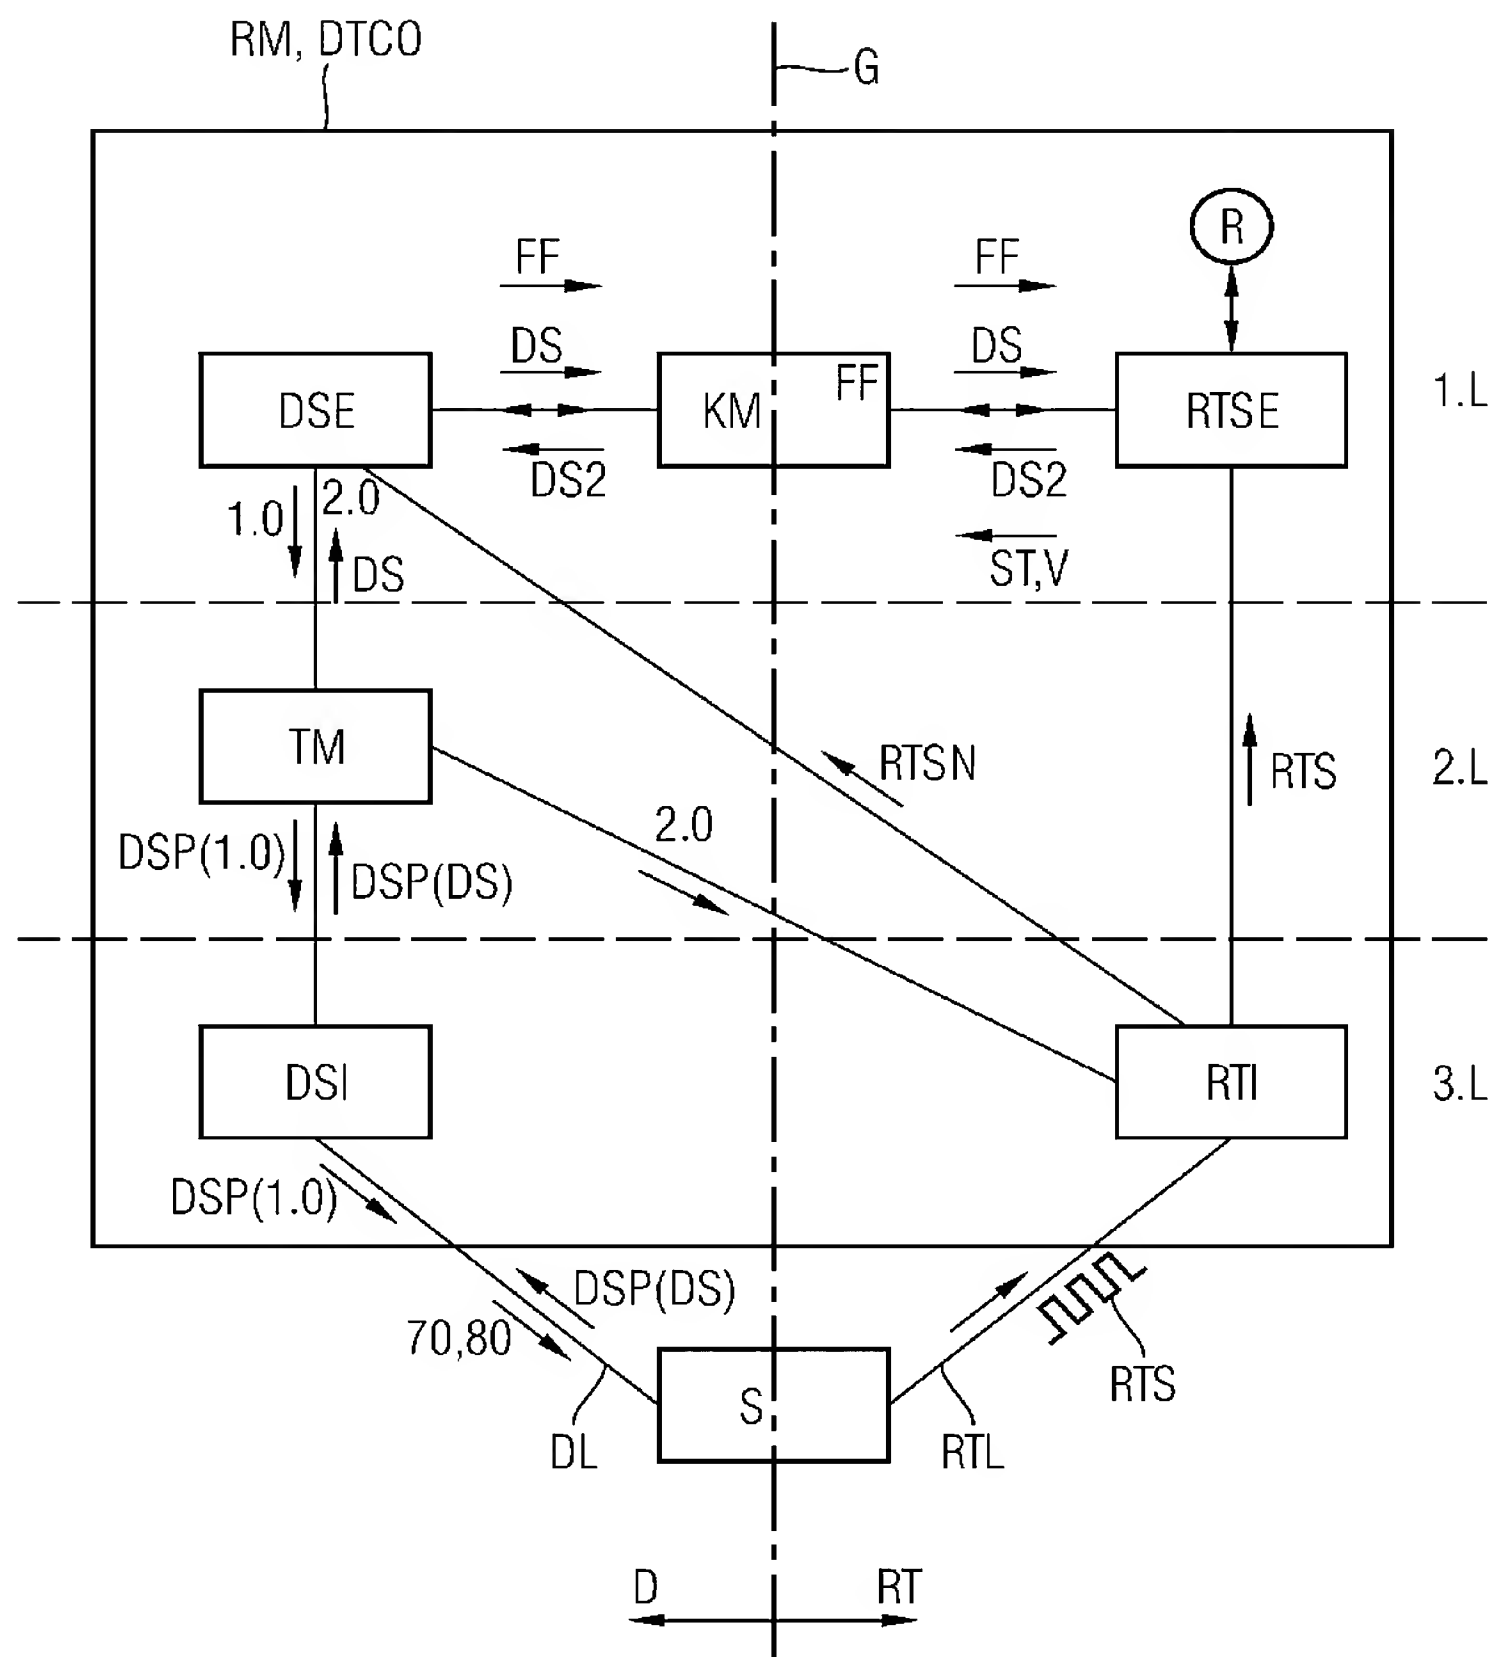 RM, DTCO
G
R
FF
FF
DS
DS
DSE
KM
FF
RTSE
1.L
DS2
DS2
1.0
2.0
DS
ST,V
TM
RTSN
RTS
2.L
2.0
DSP(1.0)
DSP(DS)
DSI
RTI
3.L
DSP(1.0)
DSP(DS)
70,80
RTS
S
DL
RTL
D
RT